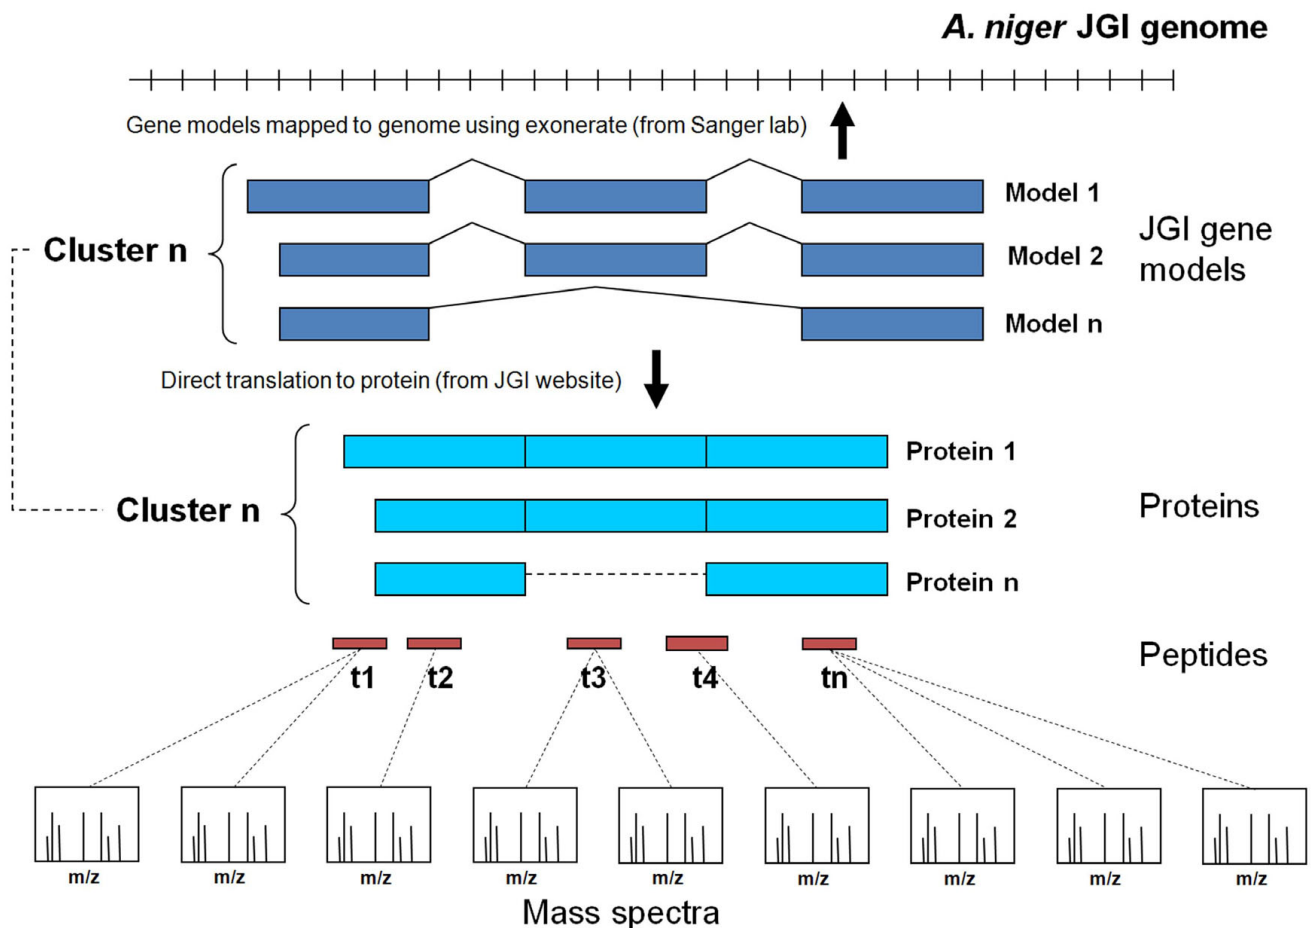 A. niger JGI genome
Gene models mapped to genome using exonerate (from Sanger lab)
Model 1
Cluster n
Model 2
JGI gene
models
Model n
Direct translation to protein (from JGI website)
Protein 1
Cluster n
Protein 2
Proteins
Protein n
Peptides
t1 t2 t3 t4 tn
m/z m/z m/z m/z m/z m/z m/z m/z m/z
Mass spectra